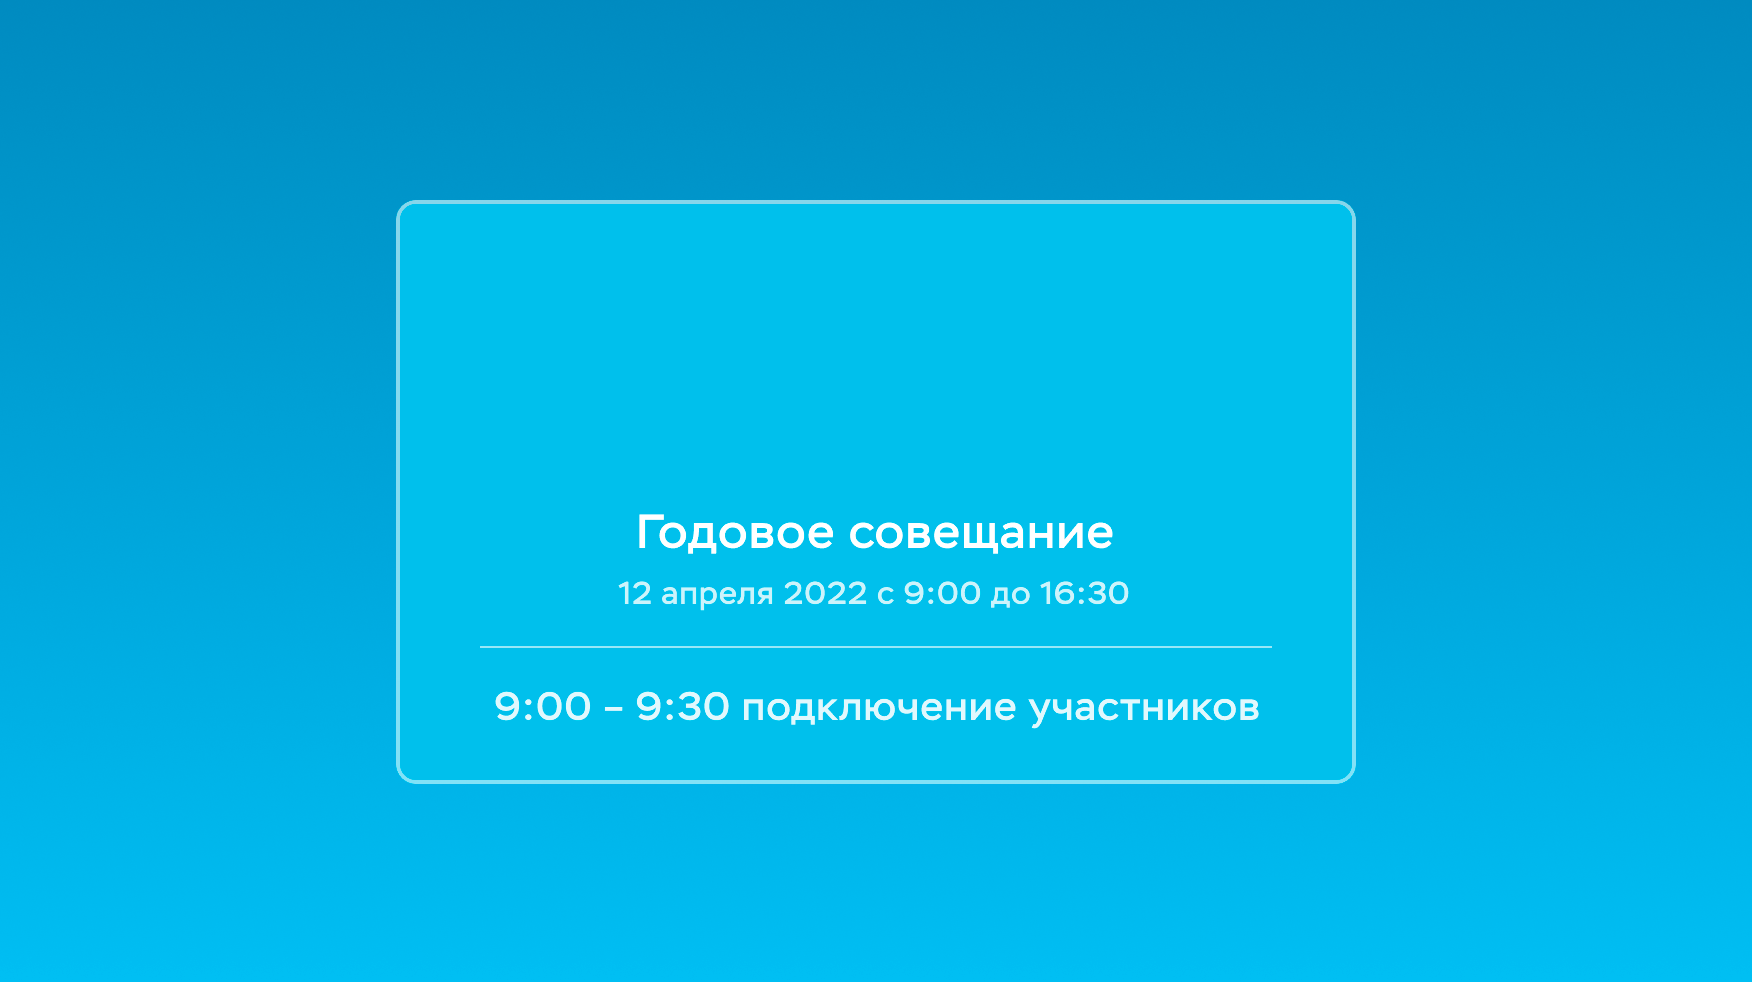 Годовое совещание
12 апреля 2022 с 9:00 до 16:30
9:00 – 9:30 подключение участников